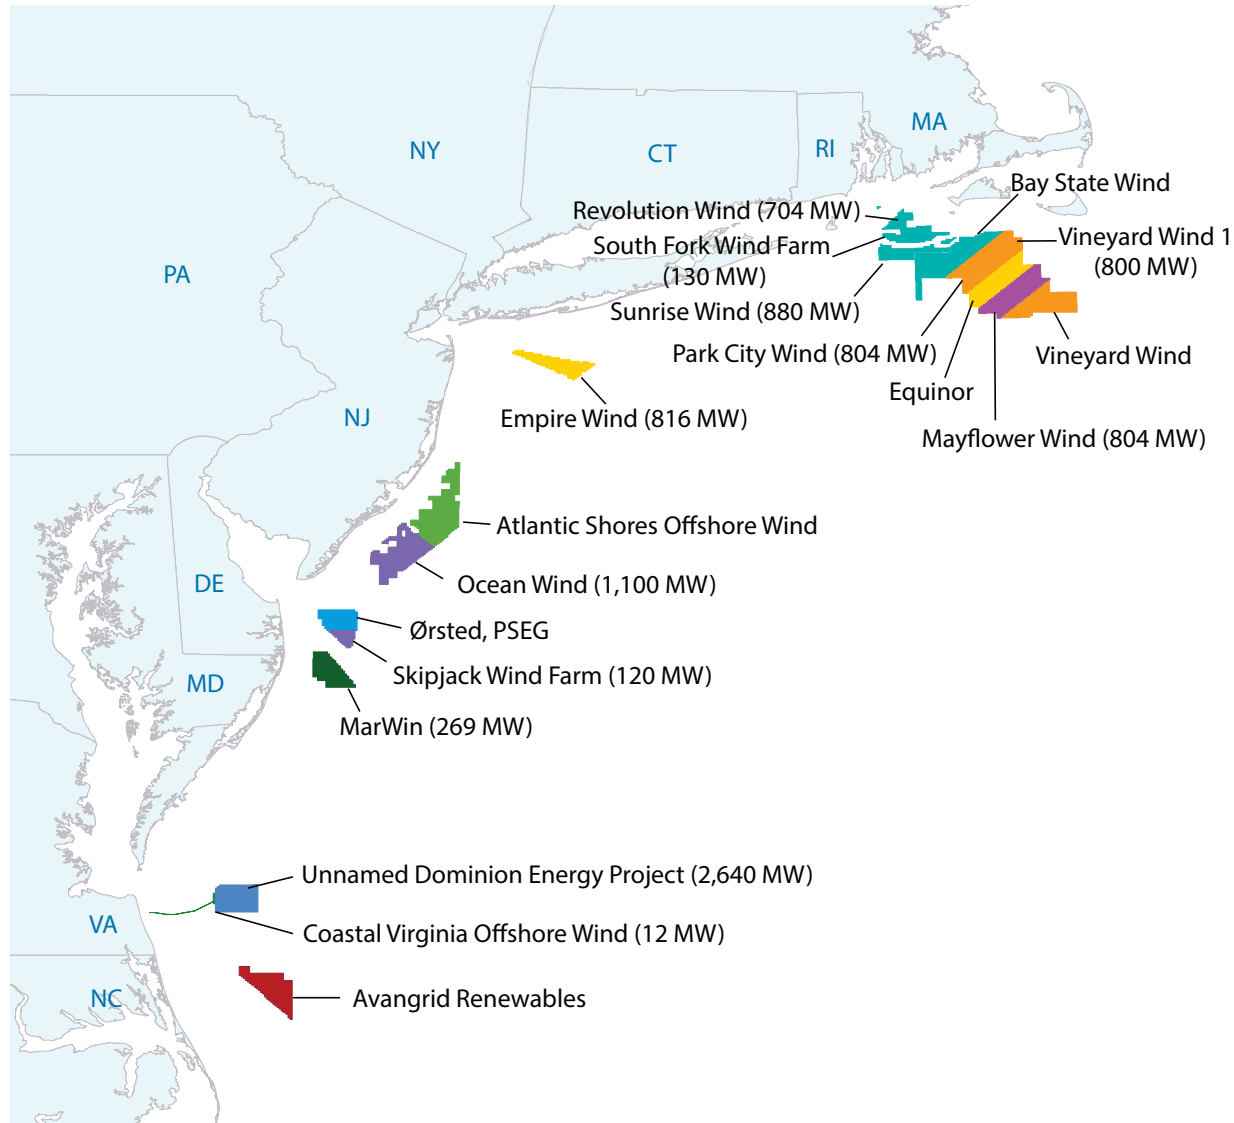 MA
NY
CT
RI
Bay State Wind
Revolution Wind (704 MW)
South Fork Wind Farm
(130 MW)
Vineyard Wind 1
(800 MW)
PA
Sunrise Wind (880 MW)
Park City Wind (804 MW)
Vineyard Wind
Equinor
Mayflower Wind (804 MW)
Empire Wind (816 MW)
NJ
Atlantic Shores Offshore Wind
Ocean Wind (1,100 MW)
DE
Ørsted, PSEG
Skipjack Wind Farm (120 MW)
MD
MarWin (269 MW)
Unnamed Dominion Energy Project (2,640 MW)
VA
Coastal Virginia Offshore Wind (12 MW)
NC
Avangrid Renewables